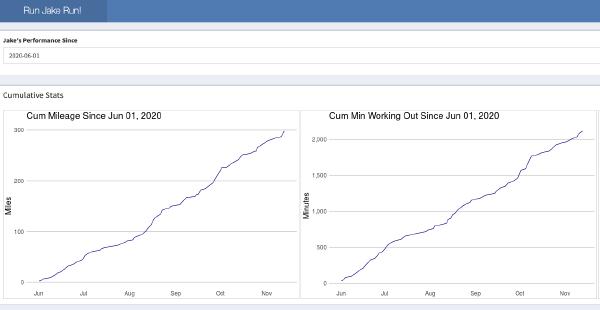 Run Jake Run!
Jake's Performance Since
2020-06-01
Cumulative Stats
Cum Mileage Since Jun 01, 2020
300
200
100
0
Miles
Jun Jul Aug Sep Oct Nov
Cum Min Working Out Since Jun 01, 2020
2,000
1,500
1,000
500
0
Minutes
Jun Jul Aug Sep Oct Nov